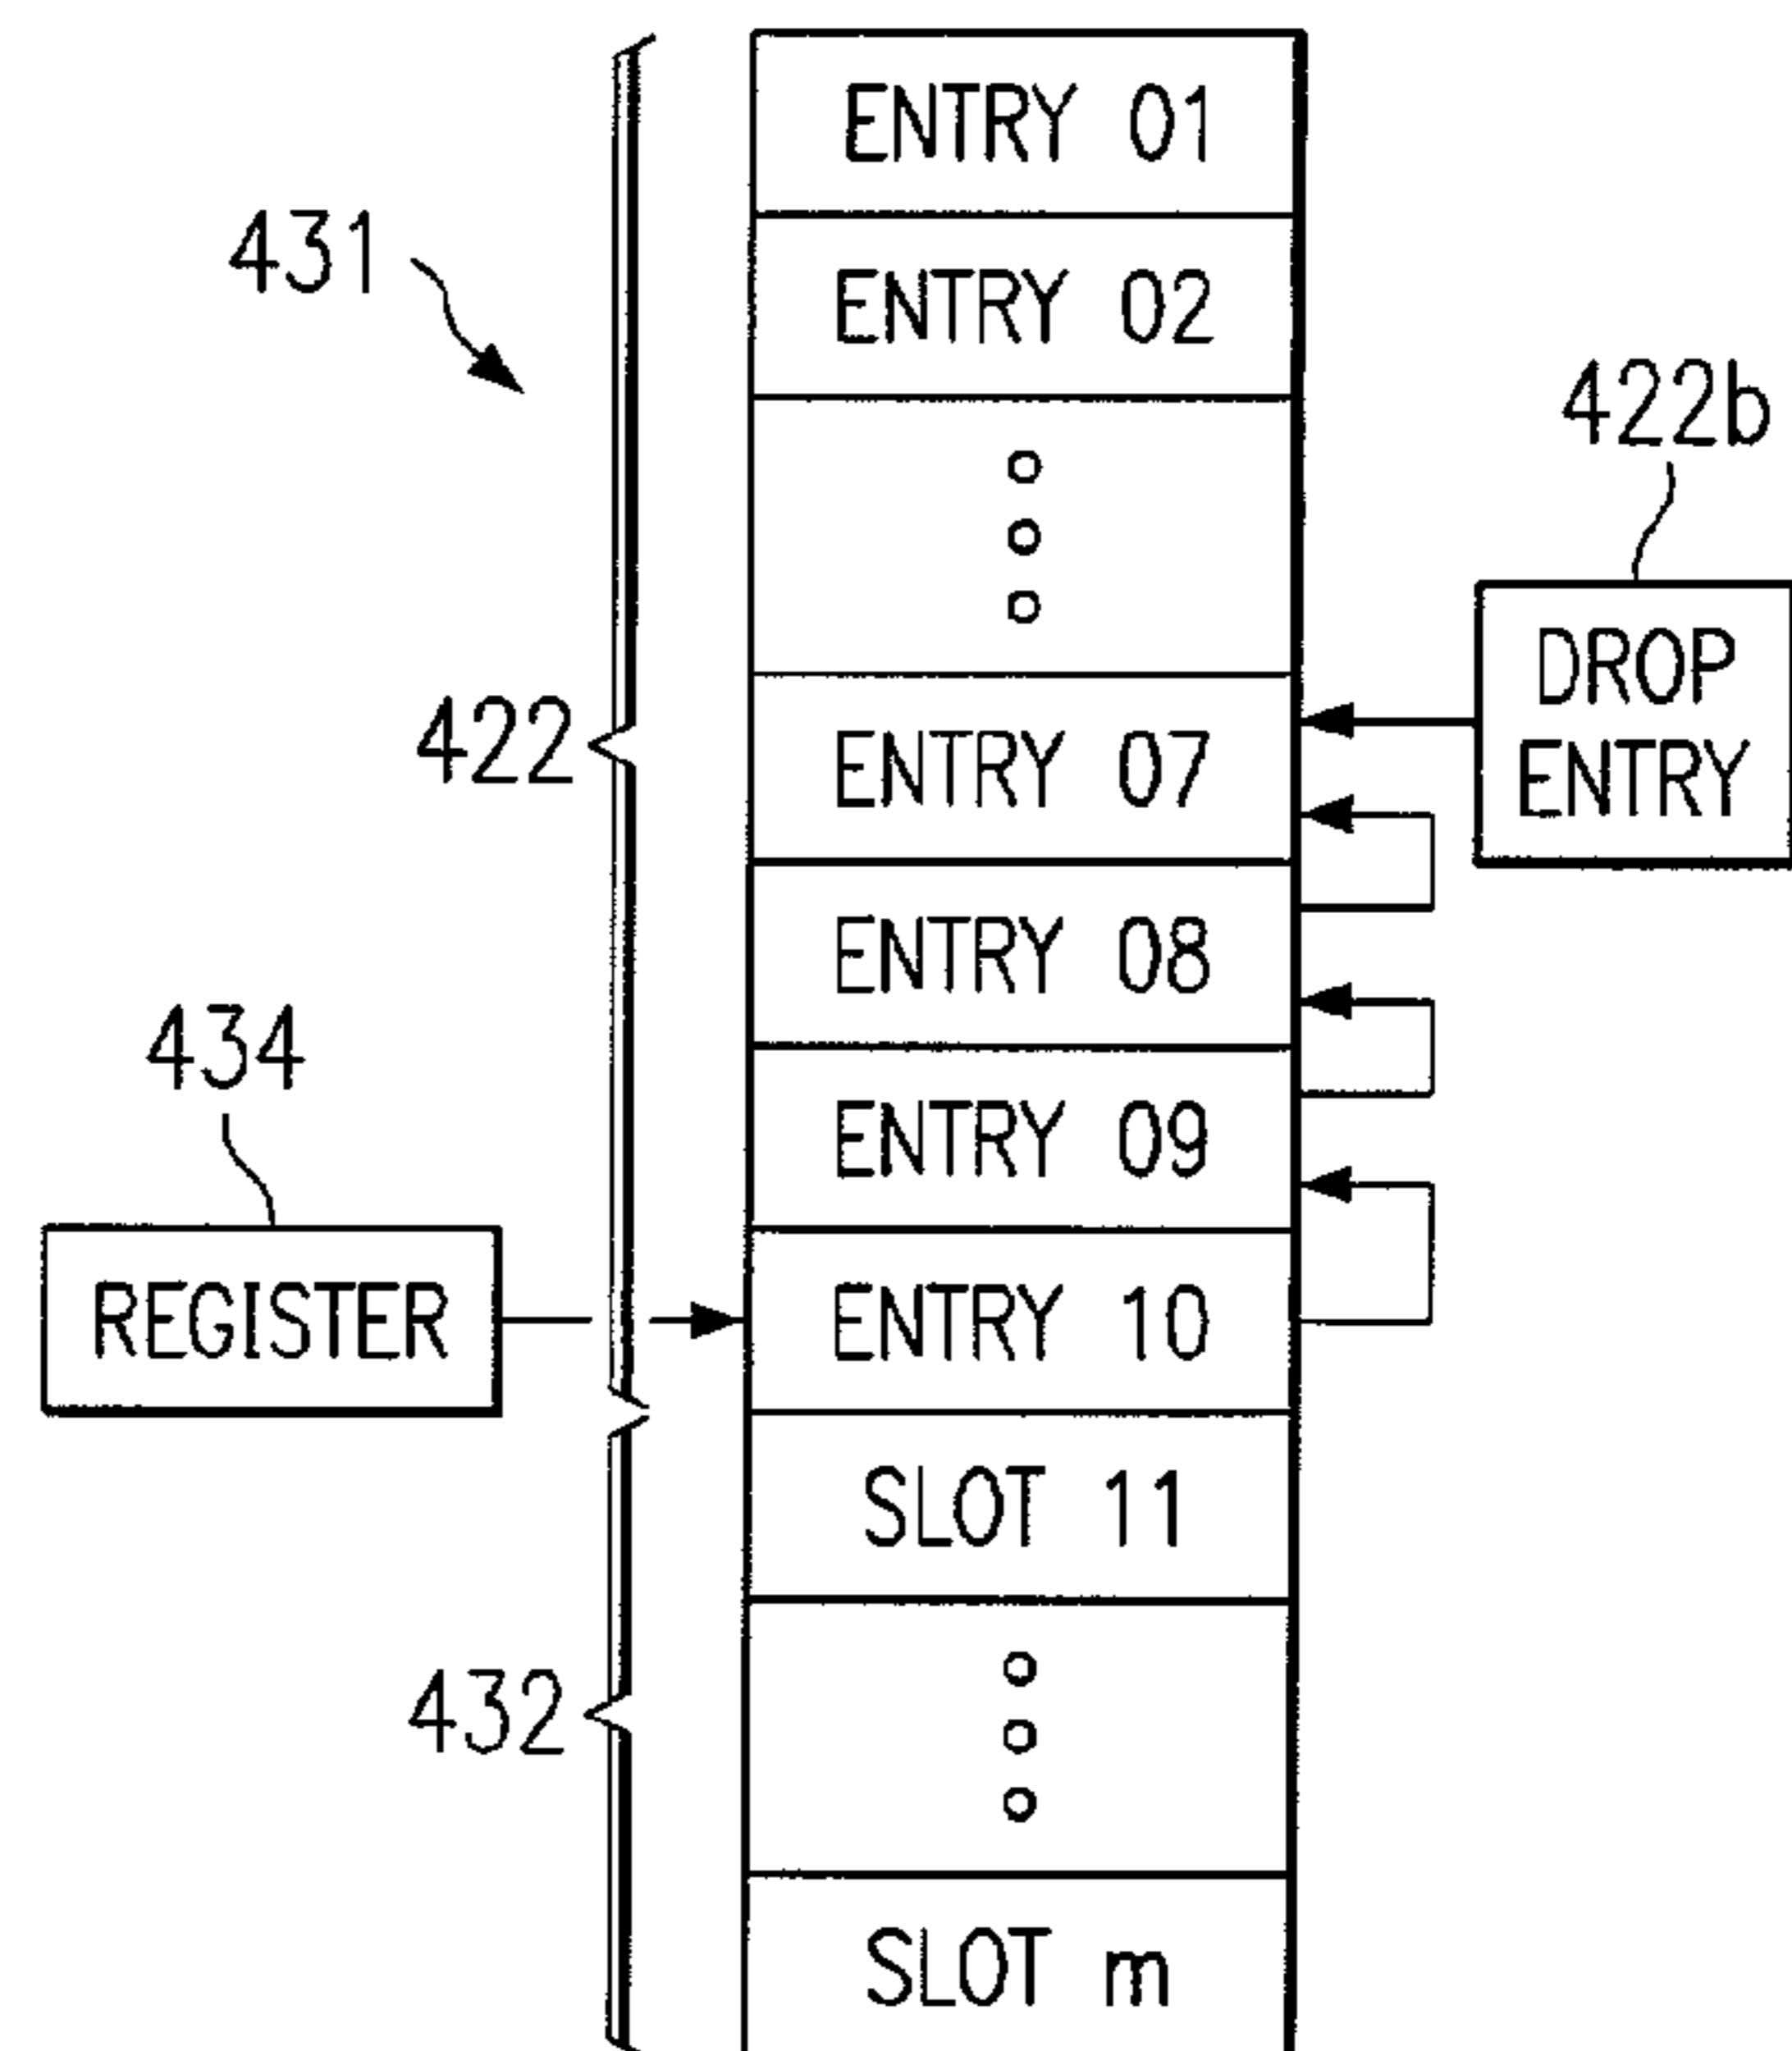 ENTRY 01
431
ENTRY 02
422b
DROP
ENTRY
422
ENTRY 07
ENTRY 08
434
ENTRY 09
REGISTER
ENTRY 10
SLOT 11
432
SLOT m